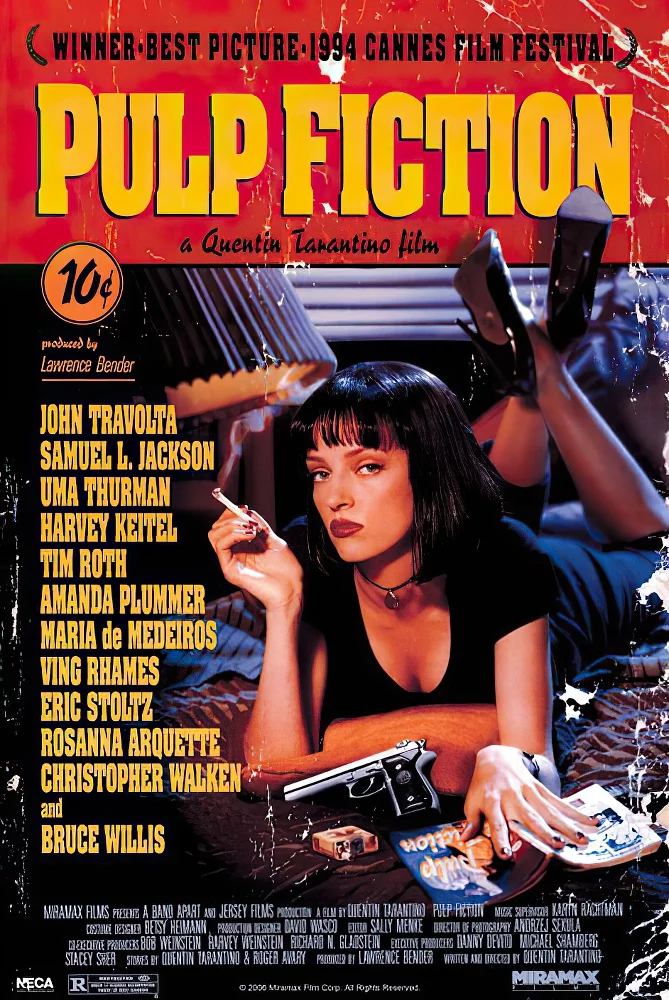 WINNER·BEST PICTURE·1994 CANNES FILM FESTIVAL
PULP FICTION
a Quentin Tarantino film
10¢
produced by
Lawrence Bender
JOHN TRAVOLTA
SAMUEL L. JACKSON
UMA THURMAN
HARVEY KEITEL
TIM ROTH
AMANDA PLUMMER
MARIA de MEDEIROS
VING RHAMES
ERIC STOLTZ
ROSANNA ARQUETTE
CHRISTOPHER WALKEN
and
BRUCE WILLIS
Pulp Fiction
MIRAMAX FILMS PRESENTS A BAND APART AND JERSEY FILMS PRODUCTION A FILM BY QUENTIN TARANTINO PULP FICTION MUSIC SUPERVISOR KARYN RACHTMAN
COSTUME DESIGNER BETSY HEIMANN PRODUCTION DESIGNER DAVID WASCO EDITOR SALLY MENKE DIRECTOR OF PHOTOGRAPHY ANDRZEJ SEKULA
CO-EXECUTIVE PRODUCERS BOB WEINSTEIN HARVEY WEINSTEIN RICHARD N. GLADSTEIN EXECUTIVE PRODUCERS DANNY DEVITO MICHAEL SHAMBERG
STACEY SHER STORIES BY QUENTIN TARANTINO & ROGER AVARY PRODUCED BY LAWRENCE BENDER WRITTEN AND DIRECTED BY QUENTIN TARANTINO
NECA
R
© 2006 Miramax Film Corp. All Rights Reserved.
MIRAMAX